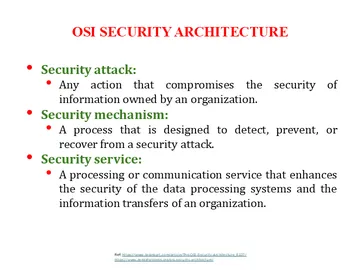 OSI SECURITY ARCHITECTURE
• Security attack:
• Any action that compromises the security of
information owned by an organization.
• Security mechanism:
• A process that is designed to detect, prevent, or
recover from a security attack.
• Security service:
• A processing or communication service that enhances
the security of the data processing systems and the
information transfers of an organization.